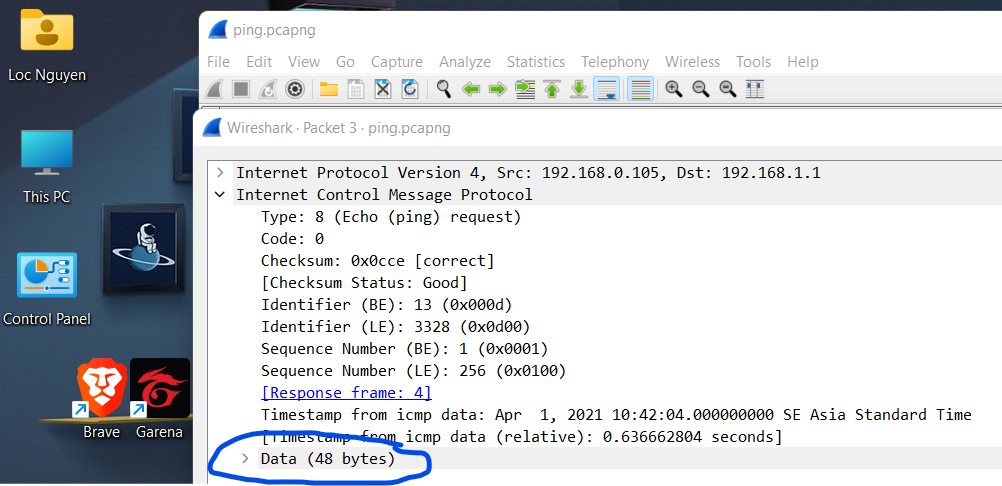 Loc Nguyen
This PC
Control Panel
Brave
Garena
ping.pcapng
File Edit View Go Capture Analyze Statistics Telephony Wireless Tools Help
Wireshark · Packet 3 · ping.pcapng
Internet Protocol Version 4, Src: 192.168.0.105, Dst: 192.168.1.1
Internet Control Message Protocol
Type: 8 (Echo (ping) request)
Code: 0
Checksum: 0x0cce [correct]
[Checksum Status: Good]
Identifier (BE): 13 (0x000d)
Identifier (LE): 3328 (0x0d00)
Sequence Number (BE): 1 (0x0001)
Sequence Number (LE): 256 (0x0100)
[Response frame: 4]
Timestamp from icmp data: Apr  1, 2021 10:42:04.000000000 SE Asia Standard Time
[Timestamp from icmp data (relative): 0.636662804 seconds]
Data (48 bytes)